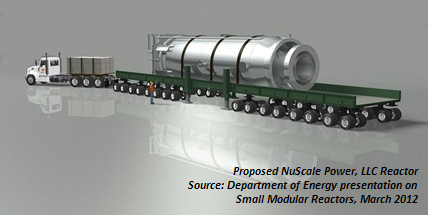 Proposed NuScale Power, LLC Reactor
Source: Department of Energy presentation on
Small Modular Reactors, March 2012